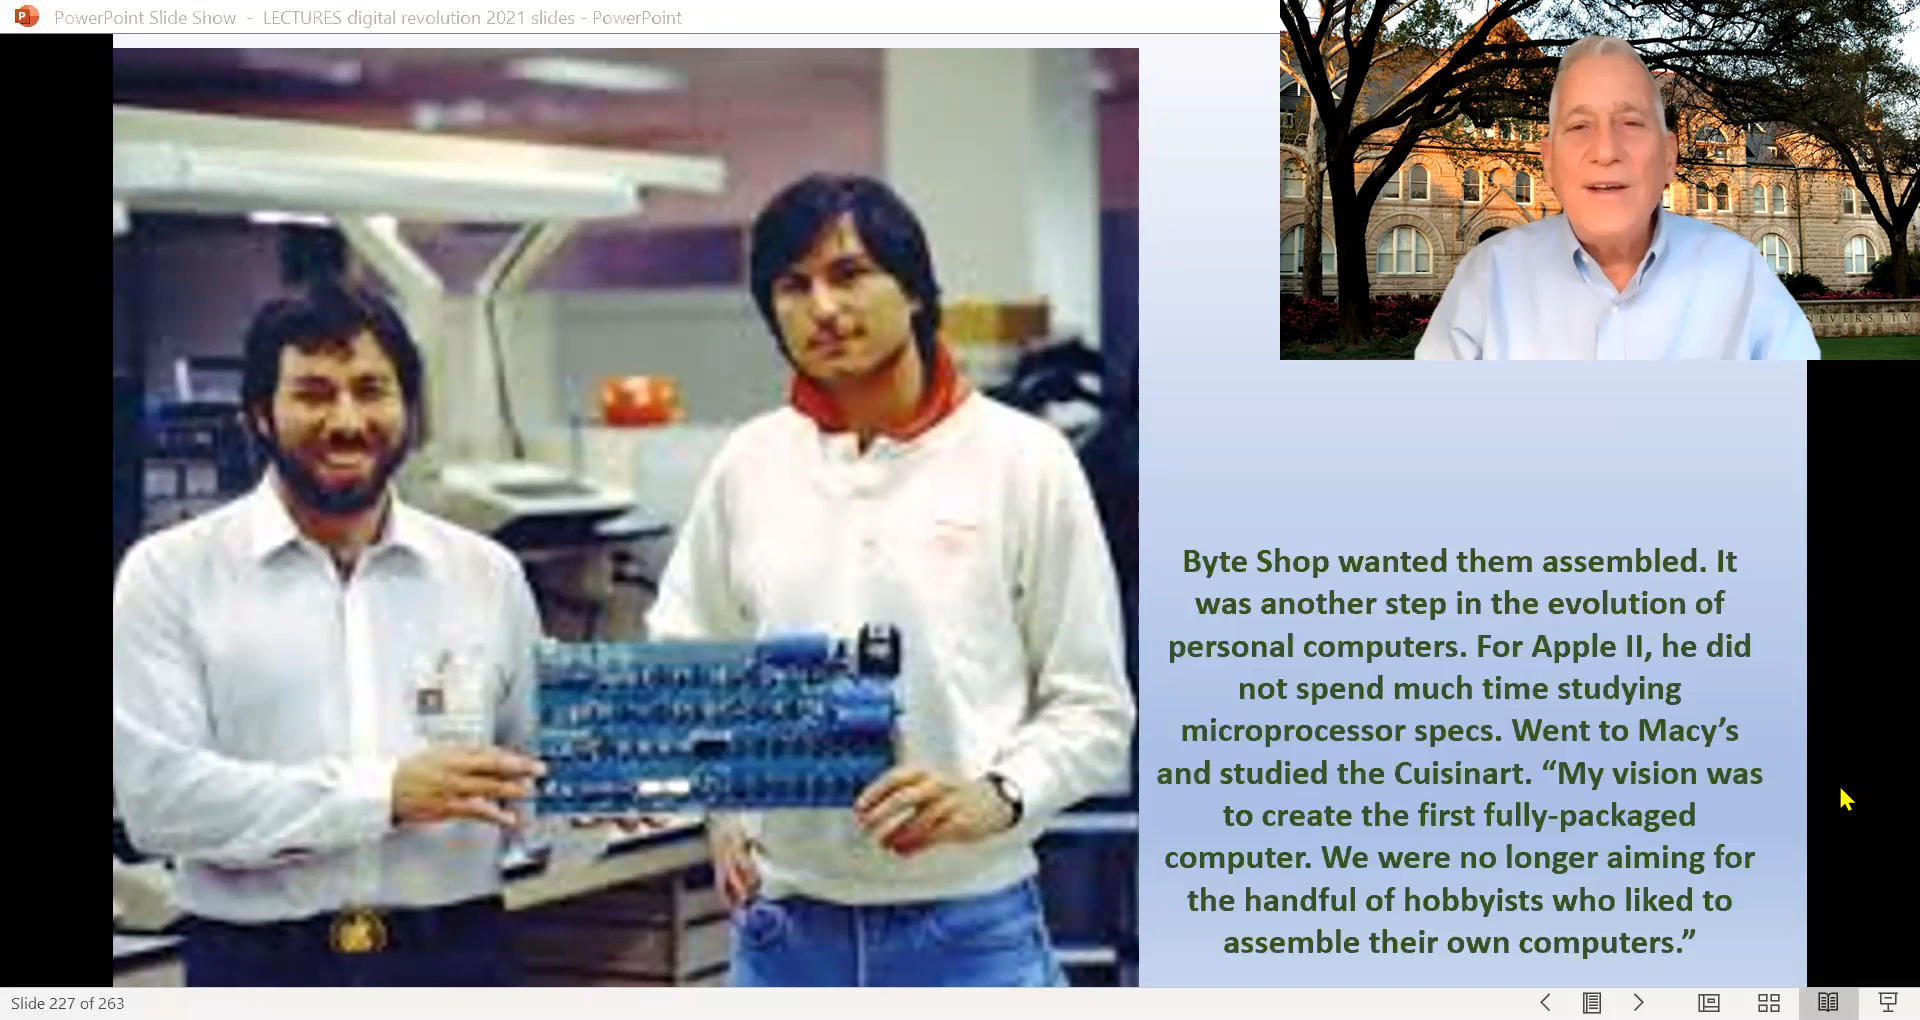 PowerPoint Slide Show - LECTURES digital revolution 2021 slides - PowerPoint
UNIVERSITY
Byte Shop wanted them assembled. It
was another step in the evolution of
personal computers. For Apple II, he did
not spend much time studying
microprocessor specs. Went to Macy’s
and studied the Cuisinart. “My vision was
to create the first fully-packaged
computer. We were no longer aiming for
the handful of hobbyists who liked to
assemble their own computers.”
Slide 227 of 263